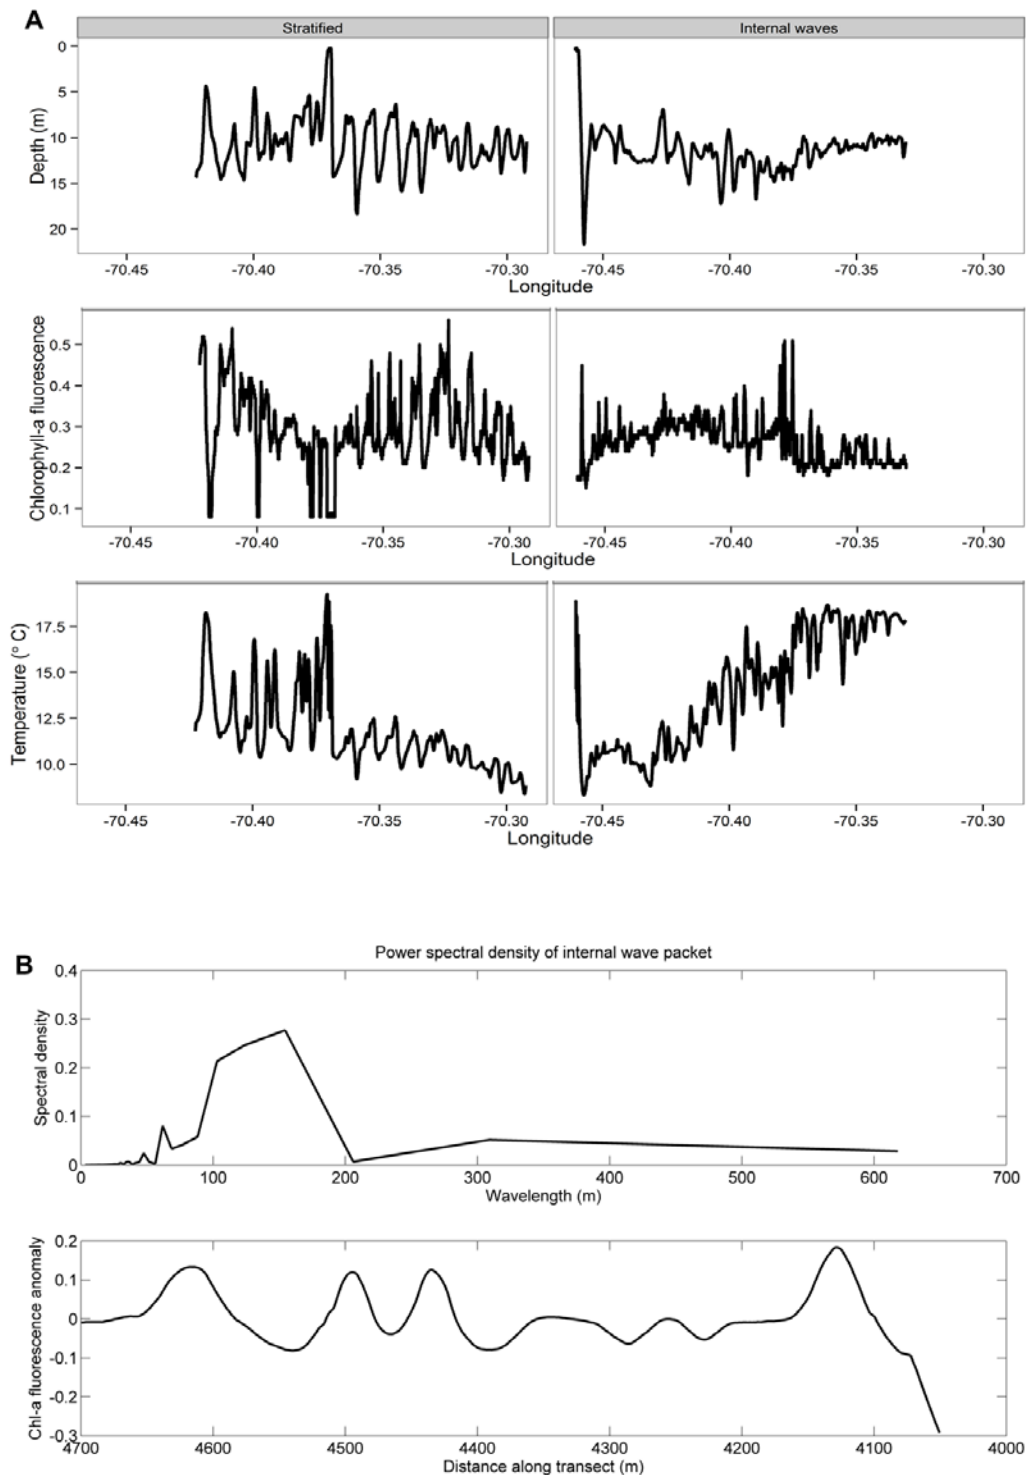 A
Stratified
Internal waves
Depth (m)
0
5
10
15
20
-70.45 -70.40 -70.35 -70.30 -70.45 -70.40 -70.35 -70.30
Longitude Longitude
Chlorophyll-a fluorescence
0.5
0.4
0.3
0.2
0.1
-70.45 -70.40 -70.35 -70.30 -70.45 -70.40 -70.35 -70.30
Longitude Longitude
Temperature (° C)
17.5
15.0
12.5
10.0
-70.45 -70.40 -70.35 -70.30 -70.45 -70.40 -70.35 -70.30
Longitude Longitude
B
Power spectral density of internal wave packet
Spectral density
0.4
0.3
0.2
0.1
0
0 100 200 300 400 500 600 700
Wavelength (m)
Chl-a fluorescence anomaly
0.2
0.1
0
-0.1
-0.2
-0.3
4700 4600 4500 4400 4300 4200 4100 4000
Distance along transect (m)